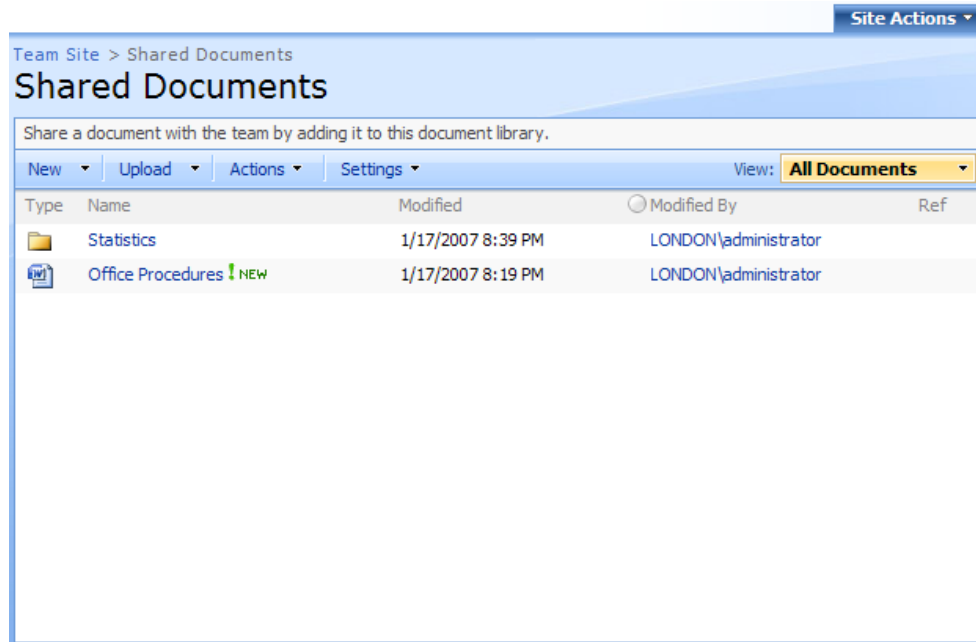 Site Actions
Team Site > Shared Documents
Shared Documents
Share a document with the team by adding it to this document library.
New Upload Actions Settings View: All Documents
Type Name Modified Modified By Ref
Statistics 1/17/2007 8:39 PM LONDON\administrator
Office Procedures ! NEW 1/17/2007 8:19 PM LONDON\administrator